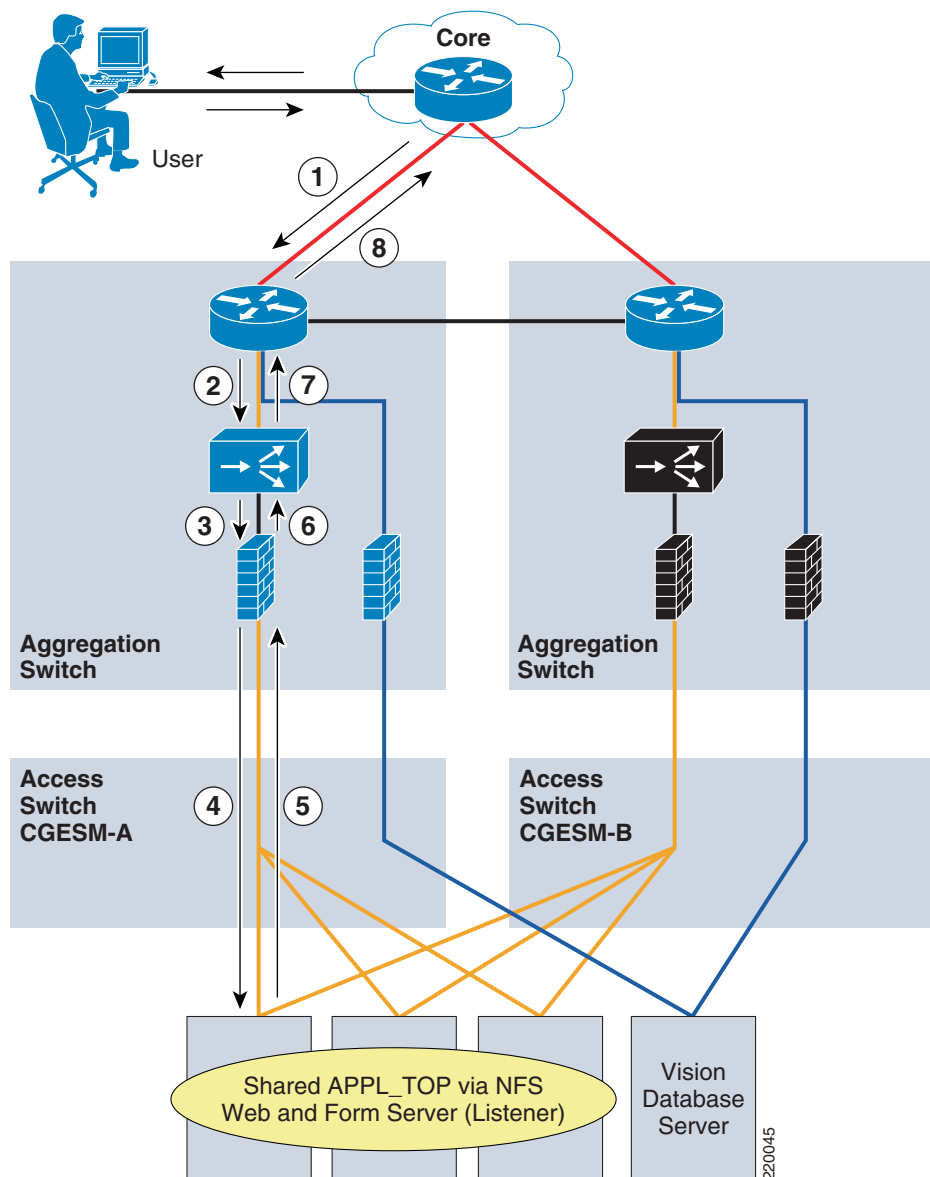 Core
User
1
8
2
7
3
6
Aggregation
Switch
Aggregation
Switch
Access
Switch
CGESM-A
4
5
Access
Switch
CGESM-B
Shared APPL_TOP via NFS
Web and Form Server (Listener)
Vision
Database
Server
220045